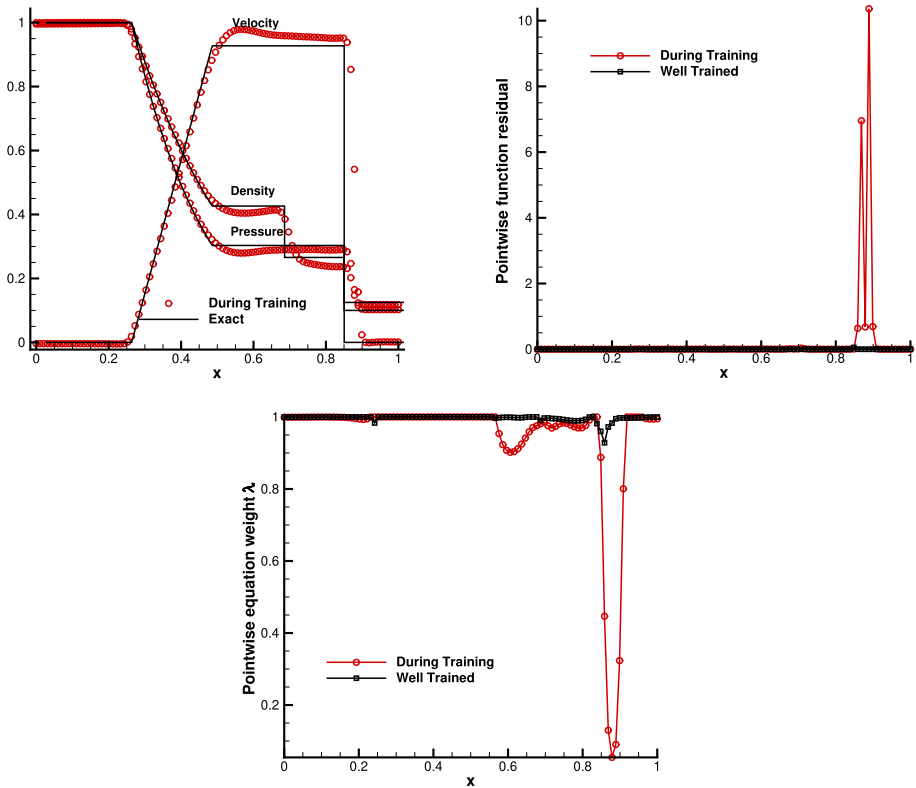 1
0.8
0.6
0.4
0.2
0
0 0.2 0.4 0.6 0.8 1
x
Velocity
Density
Pressure
During Training
Exact
Pointwise function residual
10
8
6
4
2
0
0 0.2 0.4 0.6 0.8 1
x
During Training
Well Trained
Pointwise equation weight λ
1
0.8
0.6
0.4
0.2
0 0.2 0.4 0.6 0.8 1
x
During Training
Well Trained